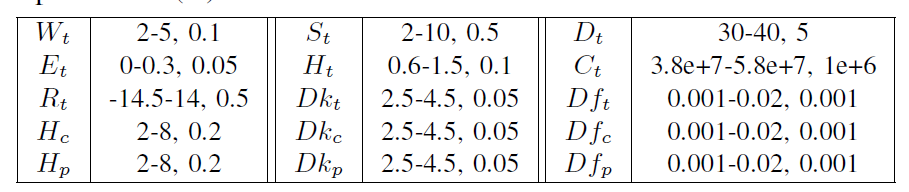 W_t 2-5, 0.1 S_t 2-10, 0.5 D_t 30-40, 5
E_t 0-0.3, 0.05 H_t 0.6-1.5, 0.1 C_t 3.8e+7-5.8e+7, 1e+6
R_t -14.5-14, 0.5 Dk_t 2.5-4.5, 0.05 Df_t 0.001-0.02, 0.001
H_c 2-8, 0.2 Dk_c 2.5-4.5, 0.05 Df_c 0.001-0.02, 0.001
H_p 2-8, 0.2 Dk_p 2.5-4.5, 0.05 Df_p 0.001-0.02, 0.001